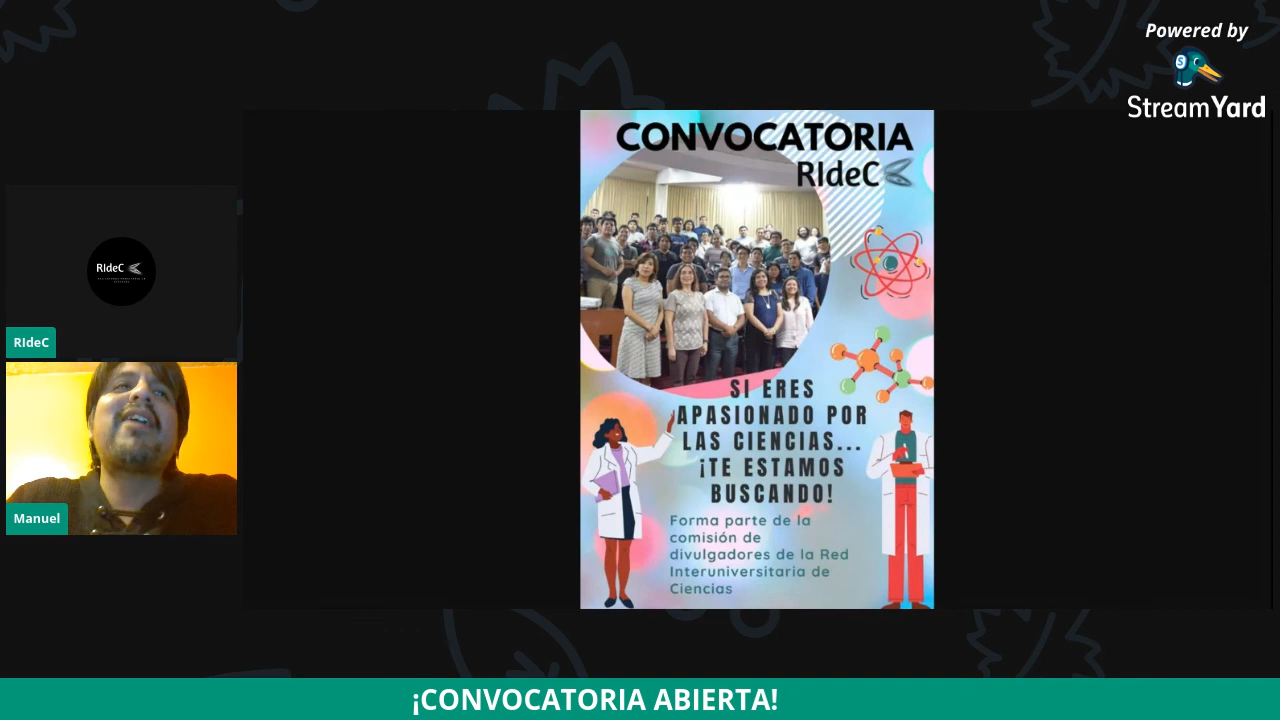 Powered by
StreamYard
CONVOCATORIA
RIdeC
RIdeC
RIdeC
Manuel
SI ERES
APASIONADO POR
LAS CIENCIAS...
¡TE ESTAMOS
BUSCANDO!
Forma parte de la
comisión de
divulgadores de la Red
Interuniversitaria de
Ciencias
¡CONVOCATORIA ABIERTA!